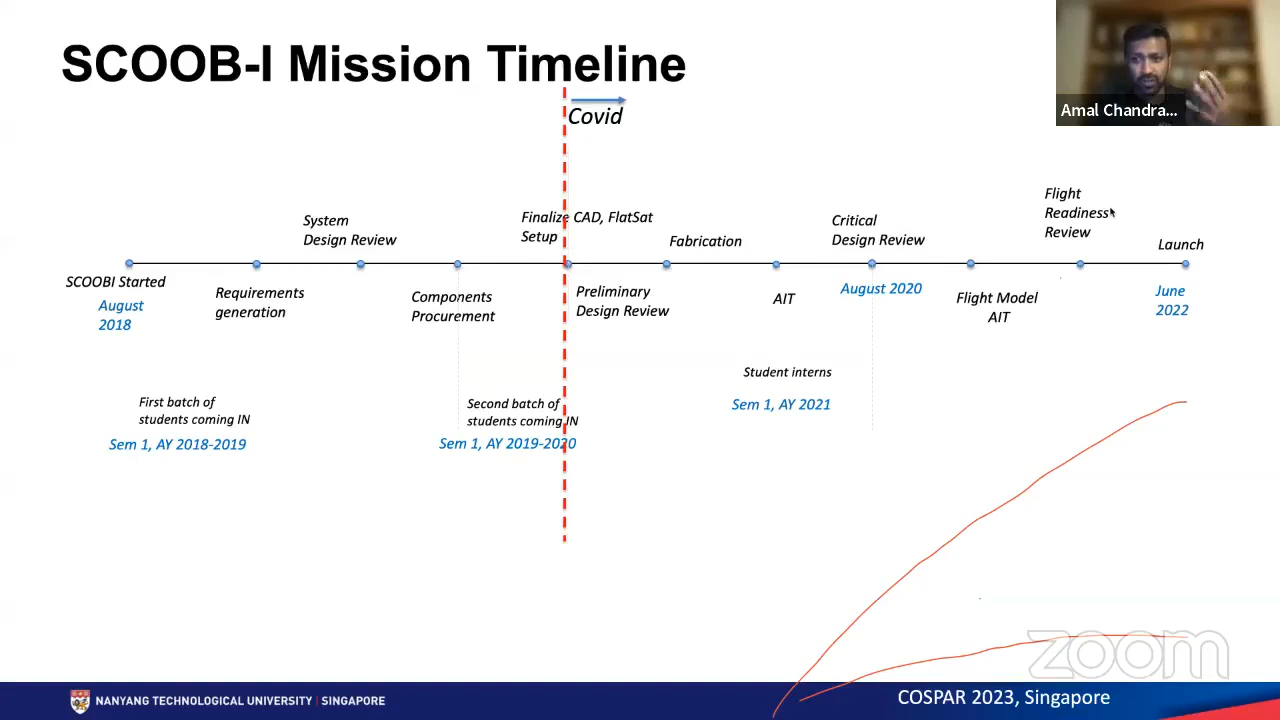 SCOOB-I Mission Timeline
Covid
Amal Chandra...
System
Design Review
Finalize CAD, FlatSat
Setup
Fabrication
Critical
Design Review
Flight
Readiness
Review
Launch
SCOOBI Started
August
2018
Requirements
generation
Components
Procurement
Preliminary
Design Review
AIT
August 2020
Flight Model
AIT
June
2022
Student interns
Sem 1, AY 2021
First batch of
students coming IN
Sem 1, AY 2018-2019
Second batch of
students coming IN
Sem 1, AY 2019-2020
zoom
NANYANG TECHNOLOGICAL UNIVERSITY | SINGAPORE
COSPAR 2023, Singapore